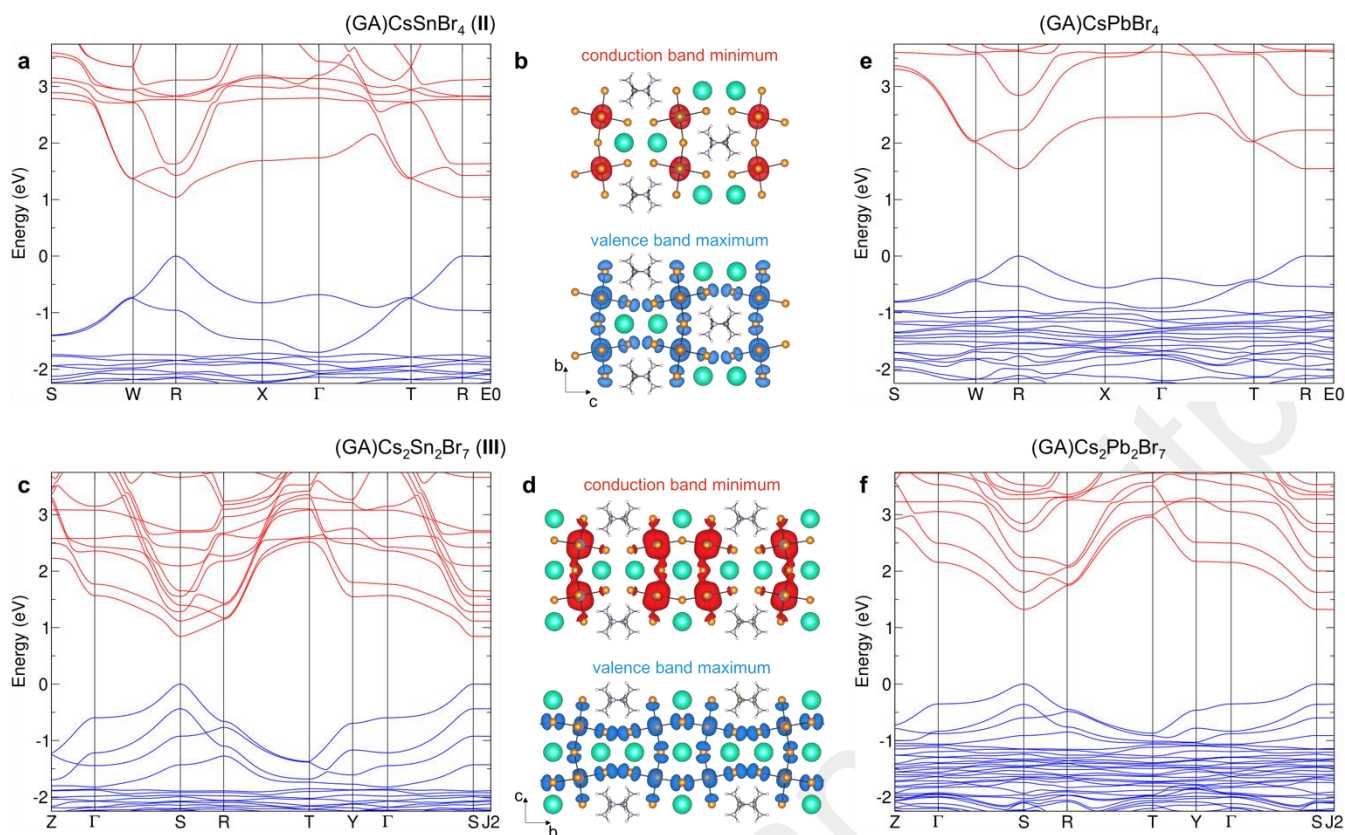 (GA)CsSnBr₄ (II)
(GA)CsPbBr₄
a
Energy (eV)
3
2
1
0
-1
-2
S W R X Γ T R E0
b
conduction band minimum
valence band maximum
b
c
e
Energy (eV)
3
2
1
0
-1
-2
S W R X Γ T R E0
(GA)Cs₂Sn₂Br₇ (III)
(GA)Cs₂Pb₂Br₇
c
Energy (eV)
3
2
1
0
-1
-2
Z Γ S R T Y Γ S J2
d
conduction band minimum
valence band maximum
c
b
f
Energy (eV)
3
2
1
0
-1
-2
Z Γ S R T Y Γ S J2